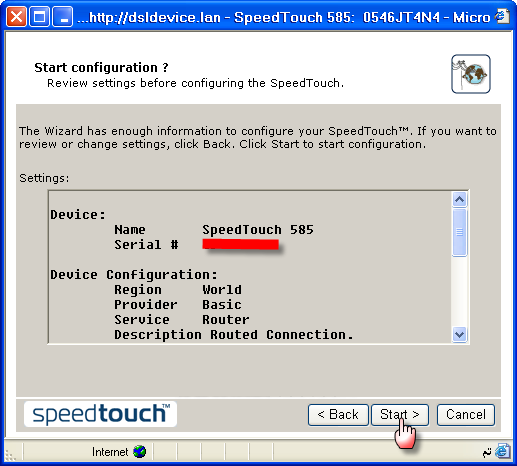 ...http://dsldevice.lan - SpeedTouch 585: 0546JT4N4 - Micro
Start configuration ?
Review settings before configuring the SpeedTouch.
The Wizard has enough information to configure your SpeedTouch™. If you want to
review or change settings, click Back. Click Start to start configuration.
Settings:
Device:
Name SpeedTouch 585
Serial #
Device Configuration:
Region World
Provider Basic
Service Router
Description Routed Connection.
speedtouch™
< Back Start > Cancel
Internet تم